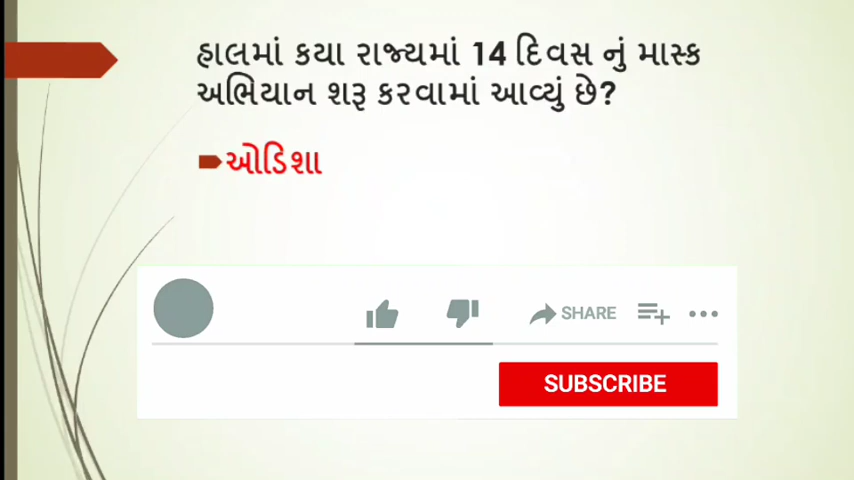 હાલમાં કયા રાજ્યમાં 14 દિવસ નું માસ્ક
અભિયાન શરૂ કરવામાં આવ્યું છે?
ઓડિશા
SHARE
SUBSCRIBE